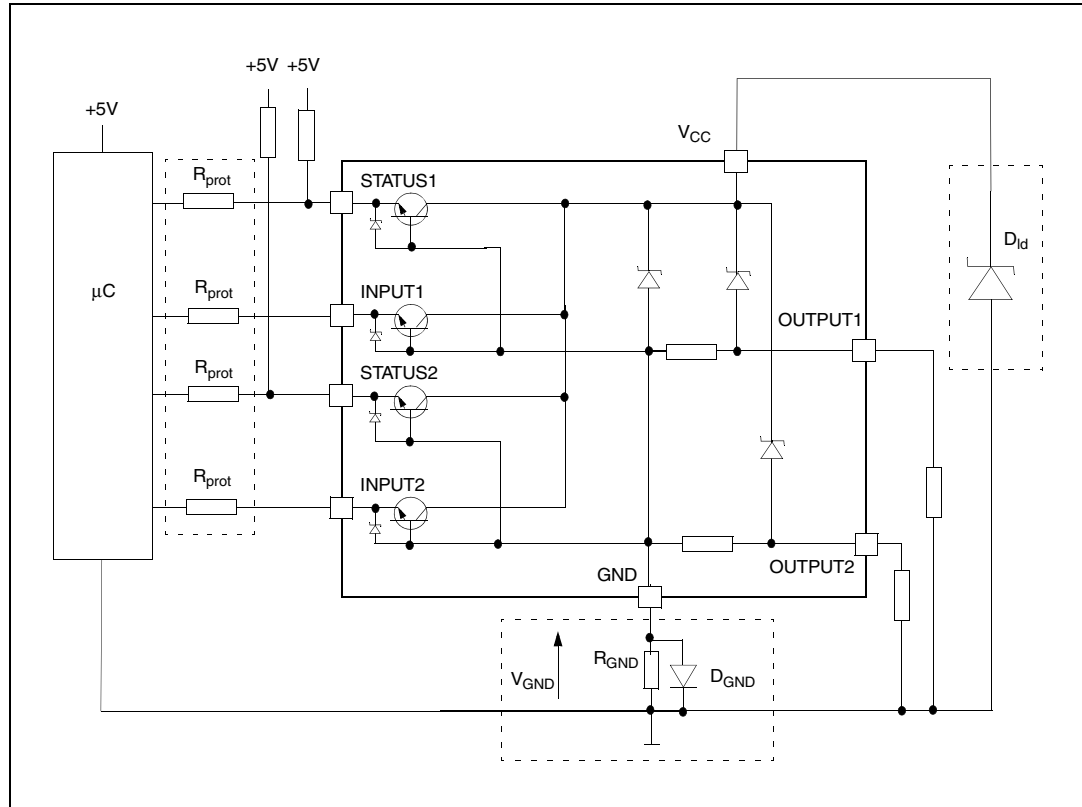 +5V +5V
+5V
V_CC
R_prot
STATUS1
D_ld
μC
R_prot
INPUT1
OUTPUT1
R_prot
STATUS2
R_prot
INPUT2
OUTPUT2
GND
R_GND
V_GND
D_GND